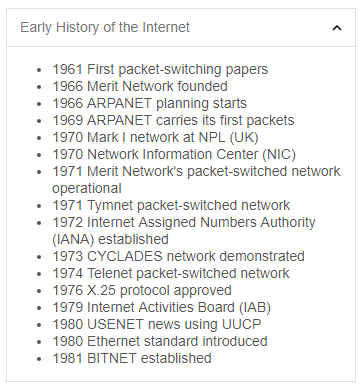 Early History of the Internet
1961 First packet-switching papers
1966 Merit Network founded
1966 ARPANET planning starts
1969 ARPANET carries its first packets
1970 Mark I network at NPL (UK)
1970 Network Information Center (NIC)
1971 Merit Network's packet-switched network
operational
1971 Tymnet packet-switched network
1972 Internet Assigned Numbers Authority
(IANA) established
1973 CYCLADES network demonstrated
1974 Telenet packet-switched network
1976 X.25 protocol approved
1979 Internet Activities Board (IAB)
1980 USENET news using UUCP
1980 Ethernet standard introduced
1981 BITNET established